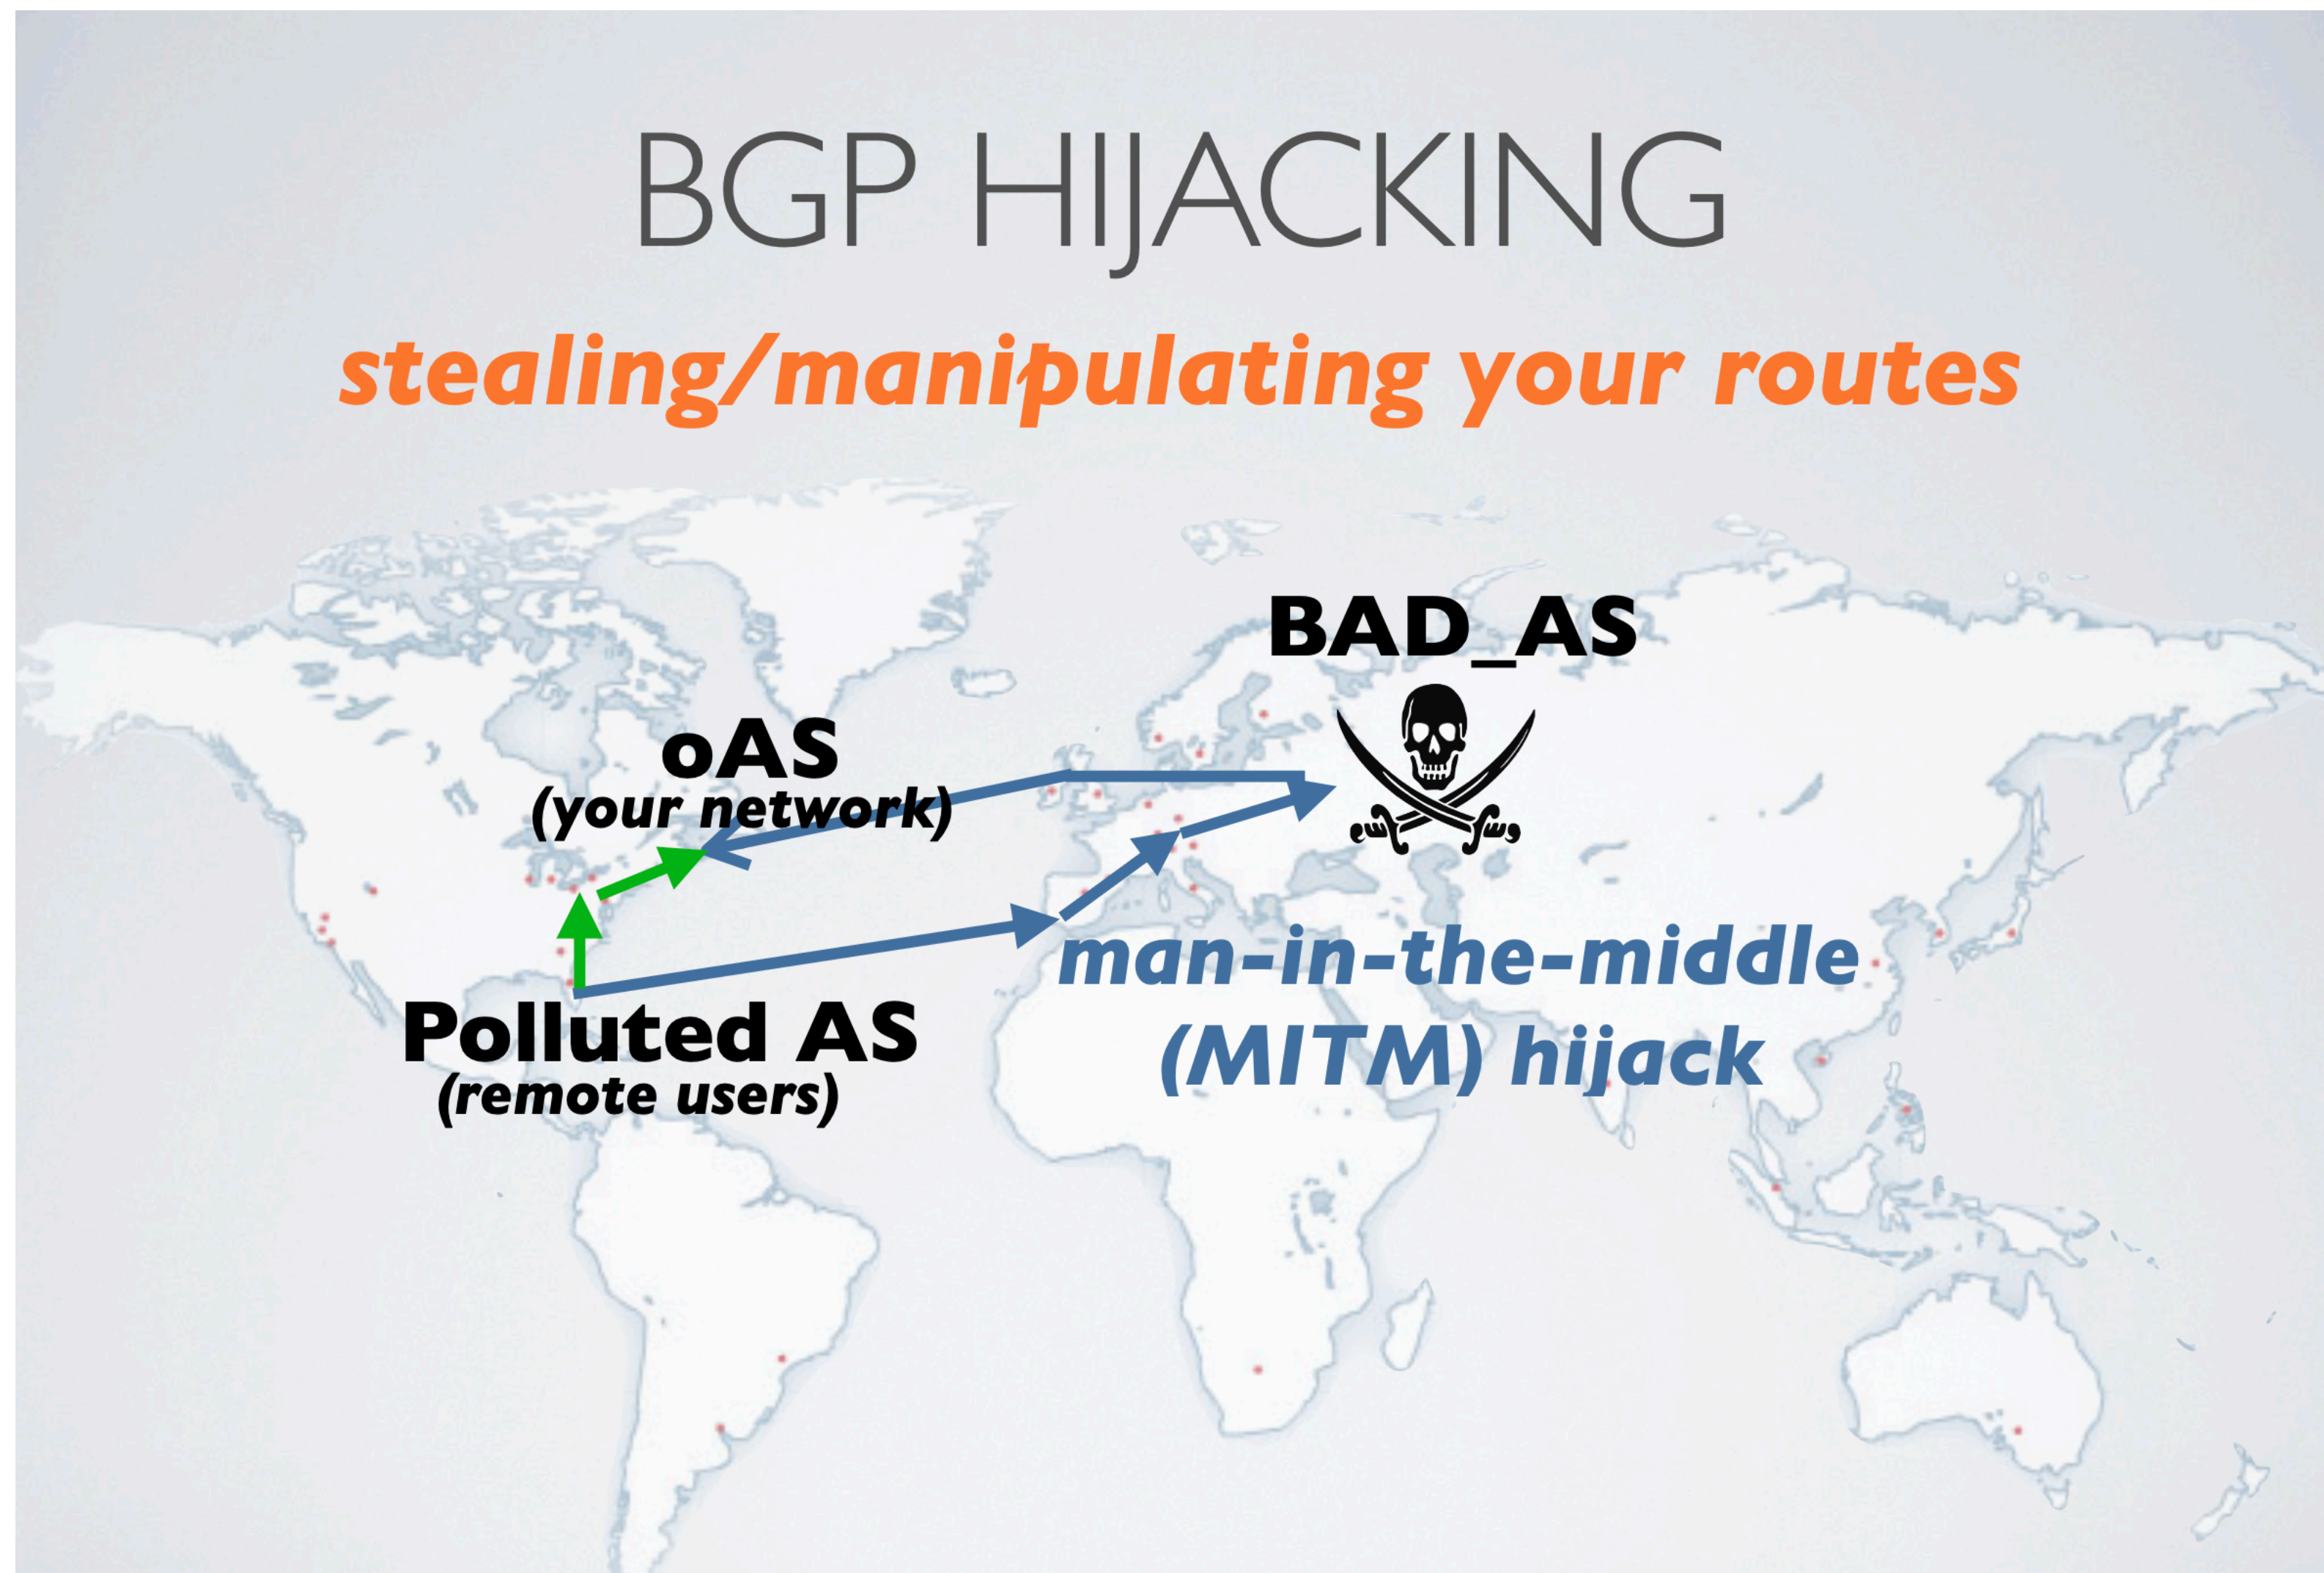 BGP HIJACKING
stealing/manipulating your routes
BAD_AS
oAS
(your network)
man-in-the-middle
(MITM) hijack
Polluted AS
(remote users)